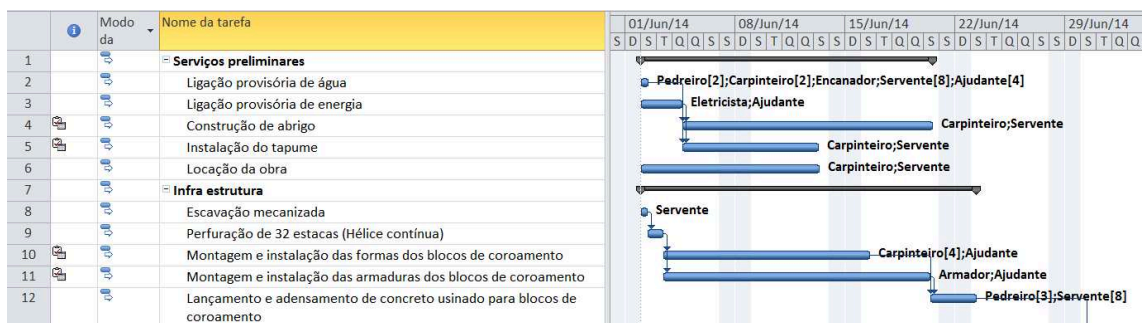 Modo da
Nome da tarefa
01/Jun/14 08/Jun/14 15/Jun/14 22/Jun/14 29/Jun/14
S D S T Q Q S S D S T Q Q S S D S T Q Q S S D S T Q Q S S D S T Q Q
1 Serviços preliminares
2 Ligação provisória de água Pedreiro[2];Carpinteiro[2];Encanador;Servente[8];Ajudante[4]
3 Ligação provisória de energia Eletricista;Ajudante
4 Construção de abrigo Carpinteiro;Servente
5 Instalação do tapume Carpinteiro;Servente
6 Locação da obra Carpinteiro;Servente
7 Infra estrutura
8 Escavação mecanizada Servente
9 Perfuração de 32 estacas (Hélice contínua)
10 Montagem e instalação das formas dos blocos de coroamento Carpinteiro[4];Ajudante
11 Montagem e instalação das armaduras dos blocos de coroamento Armador;Ajudante
12 Lançamento e adensamento de concreto usinado para blocos de Pedreiro[3];Servente[8]
coroamento